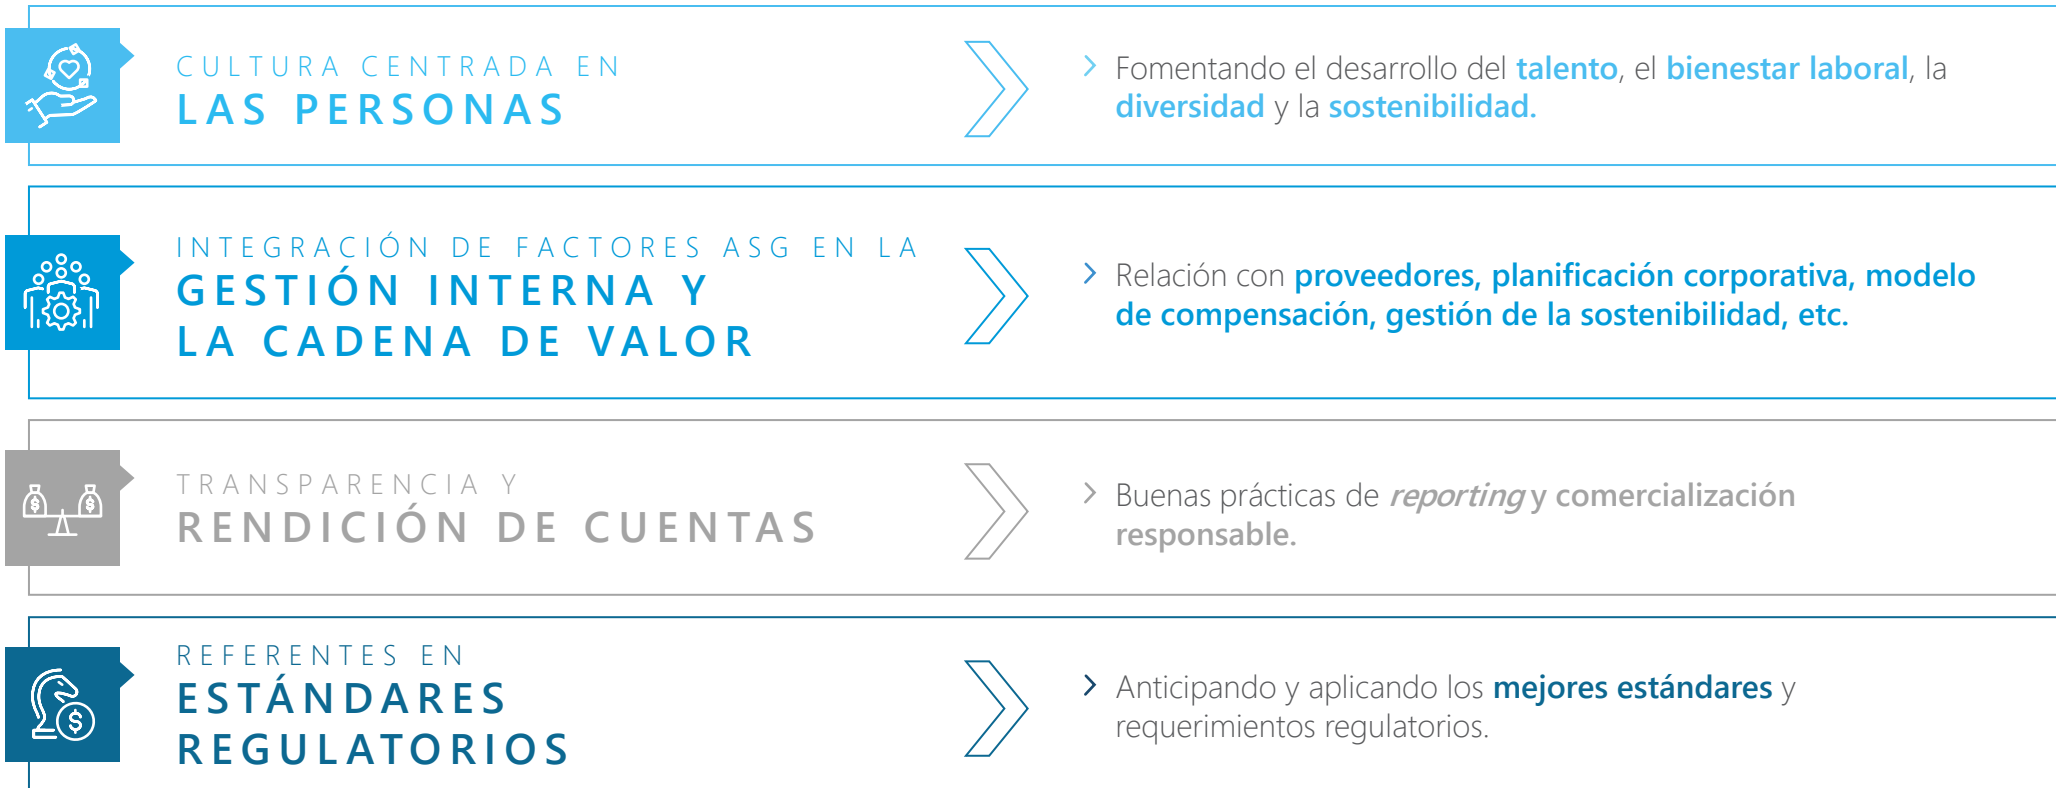 CULTURA CENTRADA EN
LAS PERSONAS
Fomentando el desarrollo del talento, el bienestar laboral, la
diversidad y la sostenibilidad.
INTEGRACIÓN DE FACTORES ASG EN LA
GESTIÓN INTERNA Y
LA CADENA DE VALOR
Relación con proveedores, planificación corporativa, modelo
de compensación, gestión de la sostenibilidad, etc.
TRANSPARENCIA Y
RENDICIÓN DE CUENTAS
Buenas prácticas de reporting y comercialización
responsable.
REFERENTES EN
ESTÁNDARES
REGULATORIOS
Anticipando y aplicando los mejores estándares y
requerimientos regulatorios.